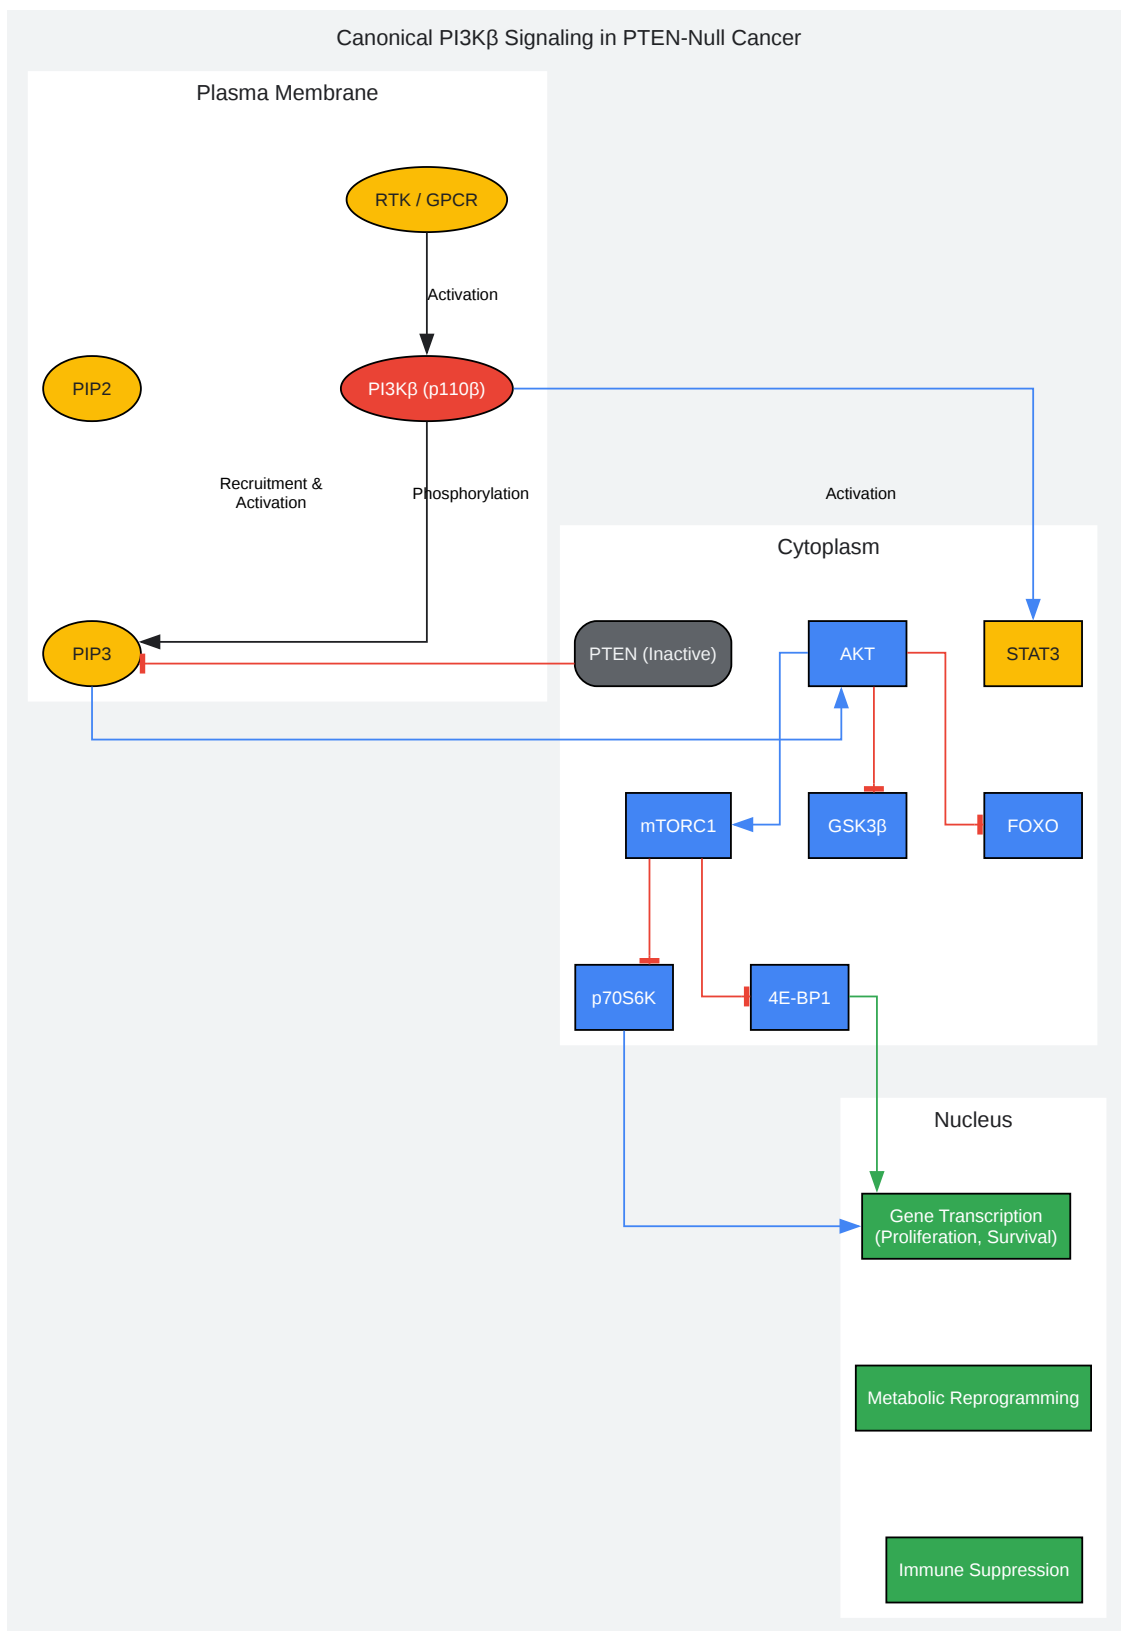 Canonical PI3Kβ Signaling in PTEN-Null Cancer
Plasma Membrane
RTK / GPCR
Activation
PIP2
PI3Kβ (p110β)
Recruitment &
Activation
Phosphorylation
Activation
Cytoplasm
PIP3
PTEN (Inactive)
AKT
STAT3
mTORC1
GSK3β
FOXO
p70S6K
4E-BP1
Nucleus
Gene Transcription
(Proliferation, Survival)
Metabolic Reprogramming
Immune Suppression